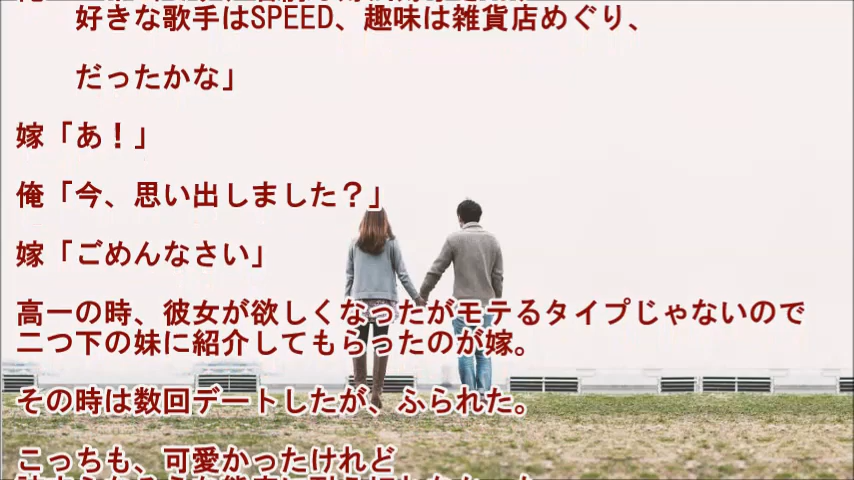 好きな歌手はSPEED、趣味は雑貨店めぐり、
だったかな」
嫁「あ！」
俺「今、思い出しました？」
嫁「ごめんなさい」
高一の時、彼女が欲しくなったがモテるタイプじゃないので
二つ下の妹に紹介してもらったのが嫁。
その時は数回デートしたが、ふられた。
こっちも、可愛かったけれど